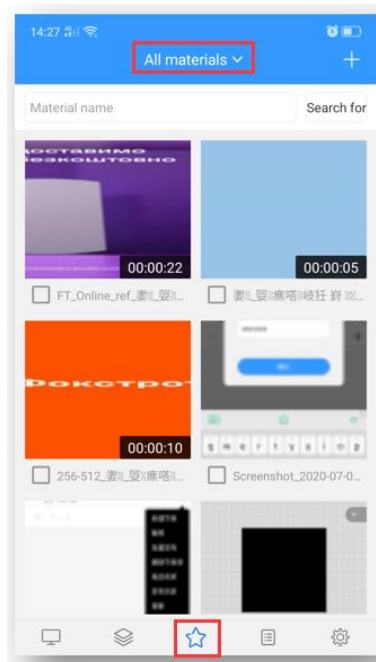 14:27
All materials
Material name
Search for
доставимо
безкоштовно
00:00:22
00:00:05
FT_Online_ref_
Фокстрот
00:00:10
256-512_
Screenshot_2020-07-0...